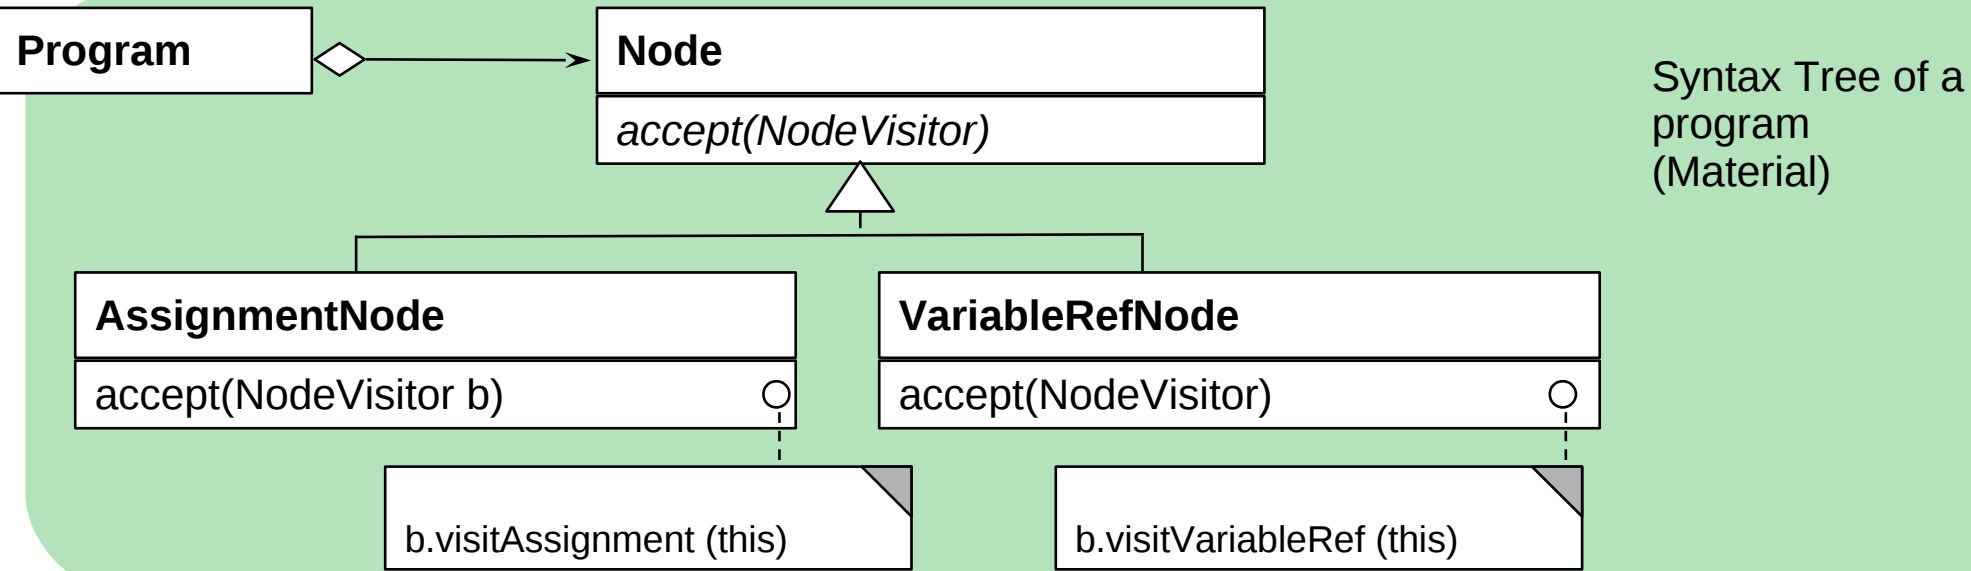 Program
Node
accept(NodeVisitor)
Syntax Tree of a
program
(Material)
AssignmentNode
accept(NodeVisitor b)
VariableRefNode
accept(NodeVisitor)
b.visitAssignment (this)
b.visitVariableRef (this)